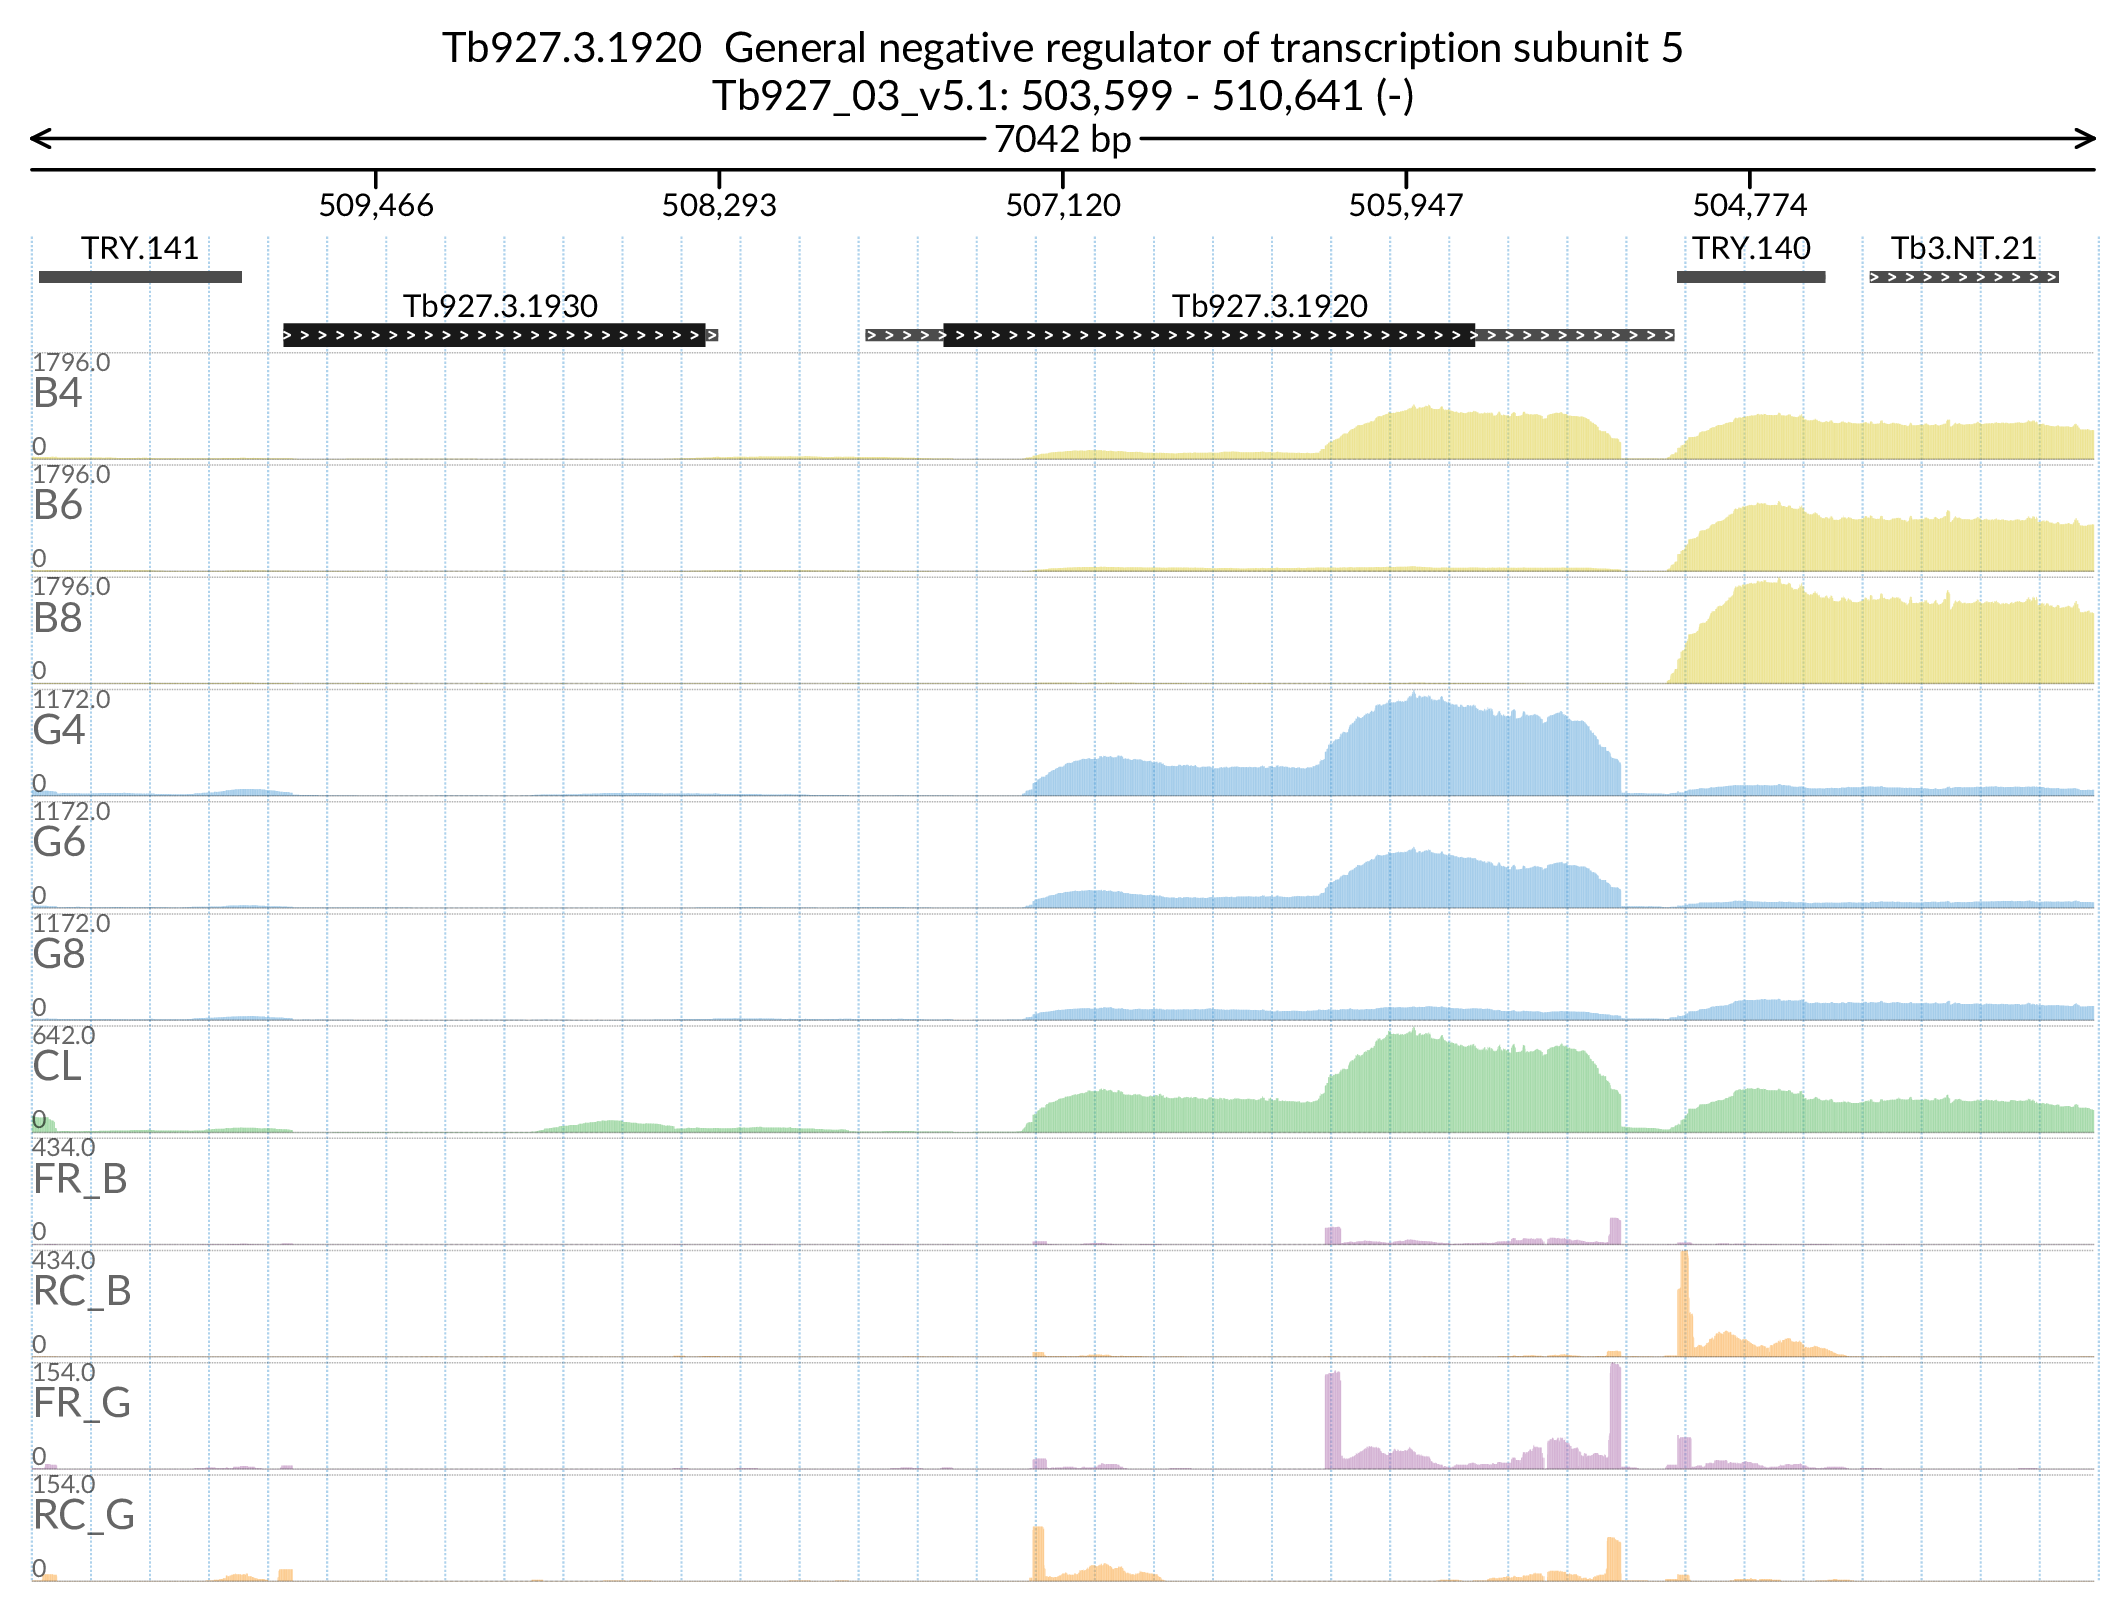 Tb927.3.1920  General negative regulator of transcription subunit 5
Tb927_03_v5.1: 503,599 - 510,641 (-)
7042 bp
509,466 508,293 507,120 505,947 504,774
TRY.141 TRY.140 Tb3.NT.21
Tb927.3.1930 Tb927.3.1920
1796.0
B4
0
1796.0
B6
0
1796.0
B8
0
1172.0
G4
0
1172.0
G6
0
1172.0
G8
0
642.0
CL
0
434.0
FR_B
0
434.0
RC_B
0
154.0
FR_G
0
154.0
RC_G
0